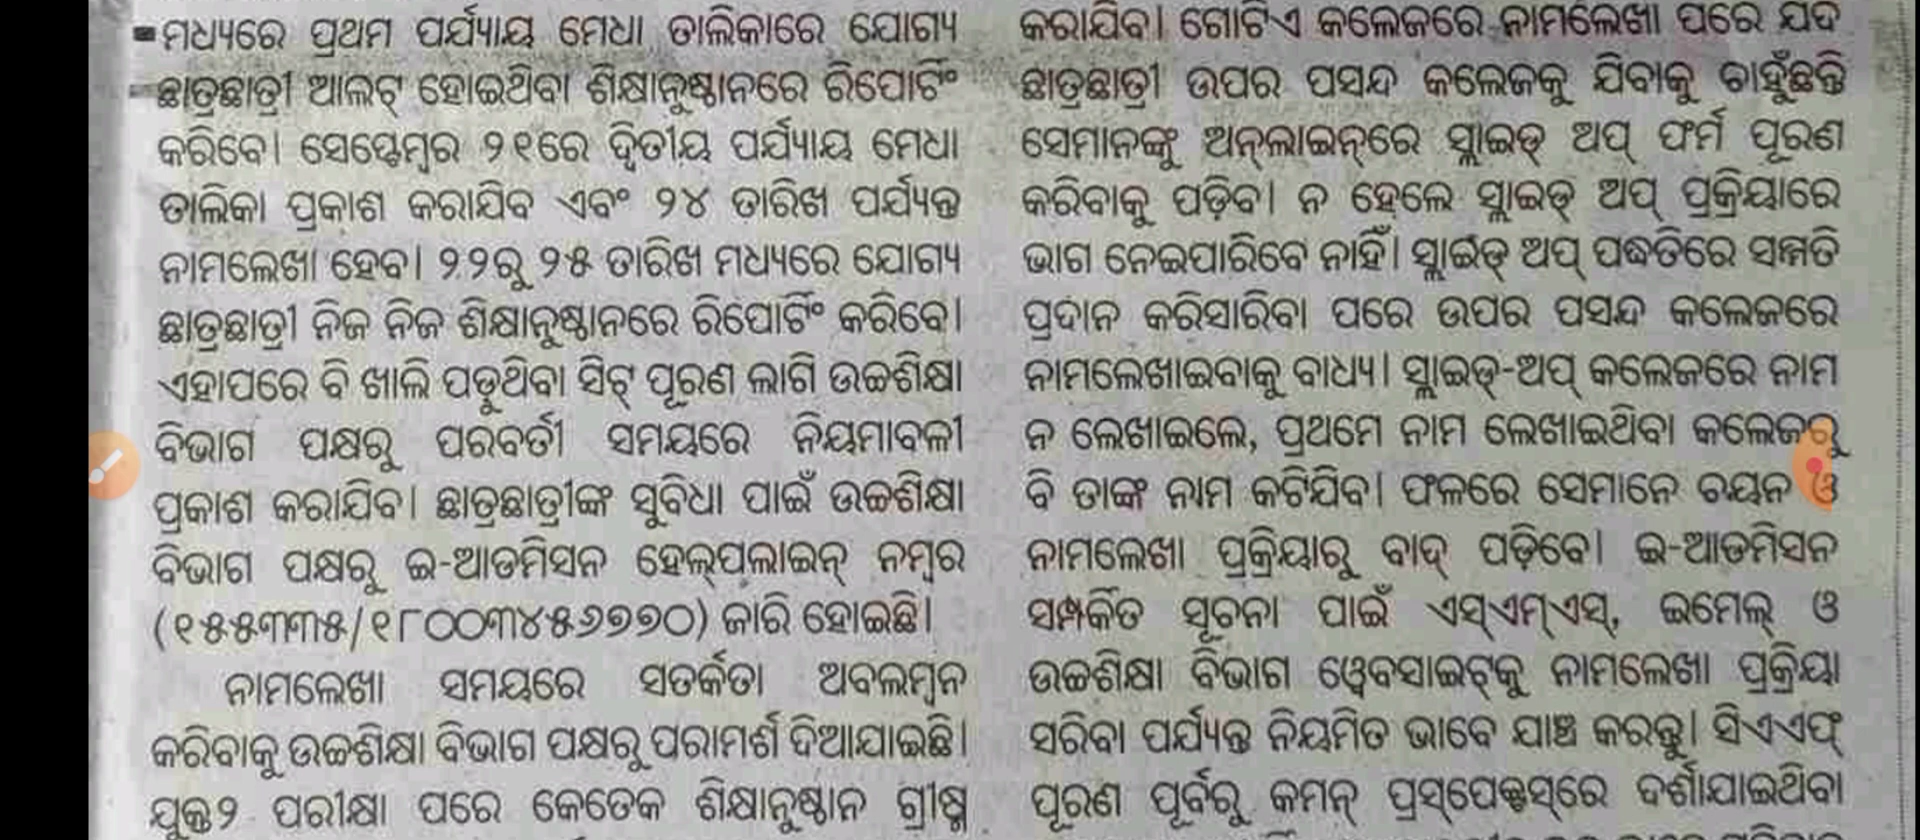 ମଧ୍ୟରେ ପ୍ରଥମ ପର୍ଯ୍ୟାୟ ମେଧା ତାଲିକାରେ ଯୋଗ୍ୟ
ଛାତ୍ରଛାତ୍ରୀ ଆଲଟ୍ ହୋଇଥିବା ଶିକ୍ଷାନୁଷ୍ଠାନରେ ରିପୋର୍ଟିଂ
କରିବେ। ସେପ୍ଟେମ୍ବର ୨୧ରେ ଦ୍ୱିତୀୟ ପର୍ଯ୍ୟାୟ ମେଧା
ତାଲିକା ପ୍ରକାଶ କରାଯିବ ଏବଂ ୨୪ ତାରିଖ ପର୍ଯ୍ୟନ୍ତ
ନାମଲେଖା ହେବ। ୨୨ରୁ ୨୫ ତାରିଖ ମଧ୍ୟରେ ଯୋଗ୍ୟ
ଛାତ୍ରଛାତ୍ରୀ ନିଜ ନିଜ ଶିକ୍ଷାନୁଷ୍ଠାନରେ ରିପୋର୍ଟିଂ କରିବେ।
ଏହାପରେ ବି ଖାଲି ପଡୁଥିବା ସିଟ୍ ପୂରଣ ଲାଗି ଉଚ୍ଚଶିକ୍ଷା
ବିଭାଗ ପକ୍ଷରୁ ପରବର୍ତୀ ସମୟରେ ନିୟମାବଳୀ
ପ୍ରକାଶ କରାଯିବ। ଛାତ୍ରଛାତ୍ରୀଙ୍କ ସୁବିଧା ପାଇଁ ଉଚ୍ଚଶିକ୍ଷା
ବିଭାଗ ପକ୍ଷରୁ ଇ-ଆଡମିସନ ହେଲ୍‌ପଲାଇନ୍ ନମ୍ବର
(୧୫୫୩୩୫/୧୮୦୦୩୪୫୬୭୭୦) ଜାରି ହୋଇଛି।
ନାମଲେଖା ସମୟରେ ସତର୍କତା ଅବଲମ୍ବନ
କରିବାକୁ ଉଚ୍ଚଶିକ୍ଷା ବିଭାଗ ପକ୍ଷରୁ ପରାମର୍ଶ ଦିଆଯାଇଛି।
ଯୁକ୍ତ୨ ପରୀକ୍ଷା ପରେ କେତେକ ଶିକ୍ଷାନୁଷ୍ଠାନ ଗ୍ରୀଷ୍ମ
କରାଯିବ। ଗୋଟିଏ କଲେଜରେ ନାମଲେଖା ପରେ ଯଦି
ଛାତ୍ରଛାତ୍ରୀ ଉପର ପସନ୍ଦ କଲେଜକୁ ଯିବାକୁ ଚାହୁଁଛନ୍ତି
ସେମାନଙ୍କୁ ଅନ୍‌ଲାଇନ୍‌ରେ ସ୍ଲାଇଡ୍ ଅପ୍ ଫର୍ମ ପୂରଣ
କରିବାକୁ ପଡ଼ିବ। ନ ହେଲେ ସ୍ଲାଇଡ୍ ଅପ୍ ପ୍ରକ୍ରିୟାରେ
ଭାଗ ନେଇପାରିବେ ନାହିଁ। ସ୍ଲାଇଡ୍ ଅପ୍ ପଦ୍ଧତିରେ ସମ୍ମତି
ପ୍ରଦାନ କରିସାରିବା ପରେ ଉପର ପସନ୍ଦ କଲେଜରେ
ନାମଲେଖାଇବାକୁ ବାଧ୍ୟ। ସ୍ଲାଇଡ୍-ଅପ୍ କଲେଜରେ ନାମ
ନ ଲେଖାଇଲେ, ପ୍ରଥମେ ନାମ ଲେଖାଇଥିବା କଲେଜରୁ
ବି ତାଙ୍କ ନାମ କଟିଯିବ। ଫଳରେ ସେମାନେ ଚୟନ ଓ
ନାମଲେଖା ପ୍ରକ୍ରିୟାରୁ ବାଦ୍ ପଡ଼ିବେ। ଇ-ଆଡମିସନ
ସମ୍ପର୍କିତ ସୂଚନା ପାଇଁ ଏସ୍‌ଏମ୍‌ଏସ୍, ଇମେଲ୍ ଓ
ଉଚ୍ଚଶିକ୍ଷା ବିଭାଗ ୱେବସାଇଟ୍‌କୁ ନାମଲେଖା ପ୍ରକ୍ରିୟା
ସରିବା ପର୍ଯ୍ୟନ୍ତ ନିୟମିତ ଭାବେ ଯାଞ୍ଚ କରନ୍ତୁ। ସିଏଏଫ୍
ପୂରଣ ପୂର୍ବରୁ କମନ୍ ପ୍ରସ୍‌ପେକ୍ଟସ୍‌ରେ ଦର୍ଶାଯାଇଥିବା